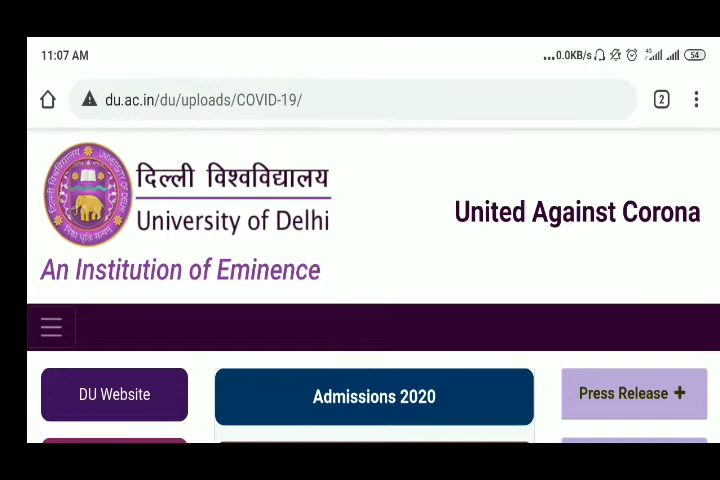 11:07 AM
...0.0KB/s 4G 54
du.ac.in/du/uploads/COVID-19/
2
दिल्ली विश्वविद्यालय
University of Delhi
United Against Corona
An Institution of Eminence
DU Website
Admissions 2020
Press Release +